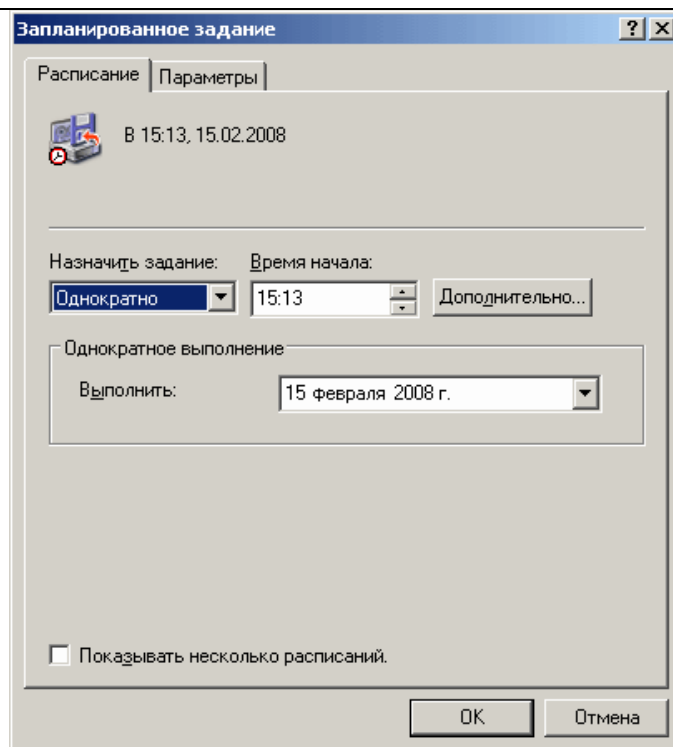 Запланированное задание
Расписание Параметры
В 15:13, 15.02.2008
Назначить задание: Время начала:
Однократно 15:13 Дополнительно...
Однократное выполнение
Выполнить: 15 февраля 2008 г.
Показывать несколько расписаний.
OK Отмена